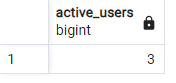 active_users
bigint
1 3